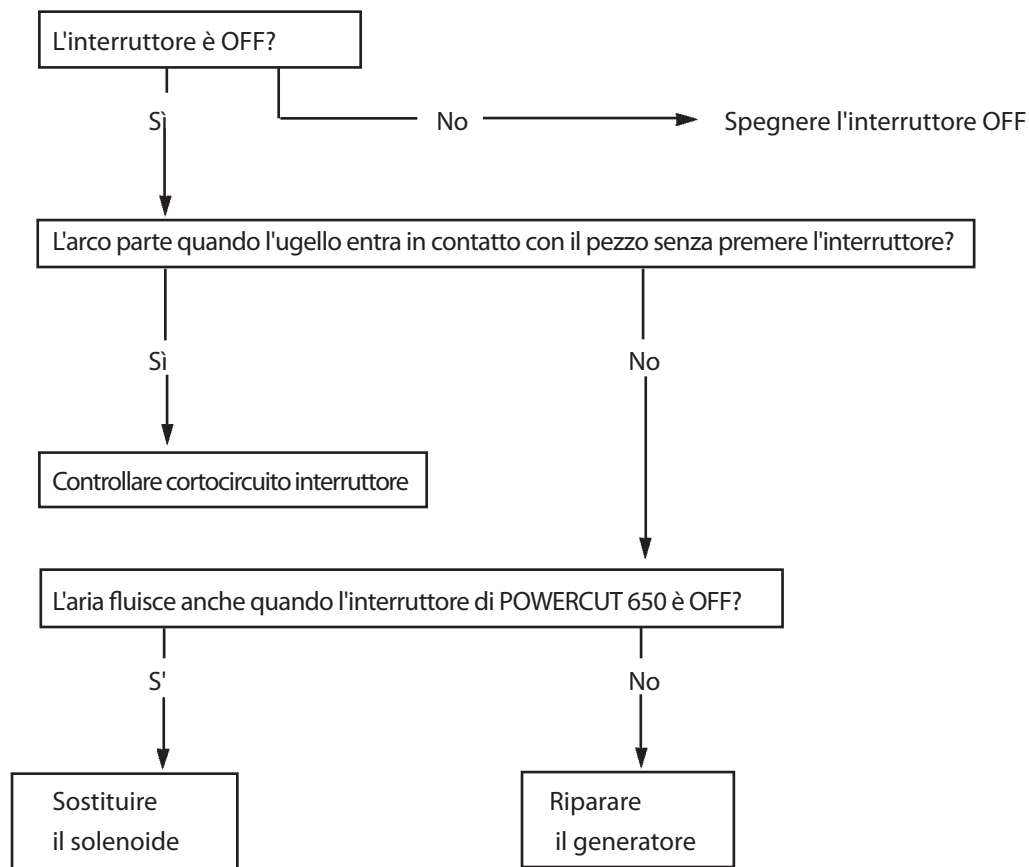 L'interruttore è OFF?
Sì
No
Spegnere l'interruttore OFF
L'arco parte quando l'ugello entra in contatto con il pezzo senza premere l'interruttore?
Sì
No
Controllare cortocircuito interruttore
L'aria fluisce anche quando l'interruttore di POWERCUT 650 è OFF?
S'
No
Sostituire
il solenoide
Riparare
il generatore